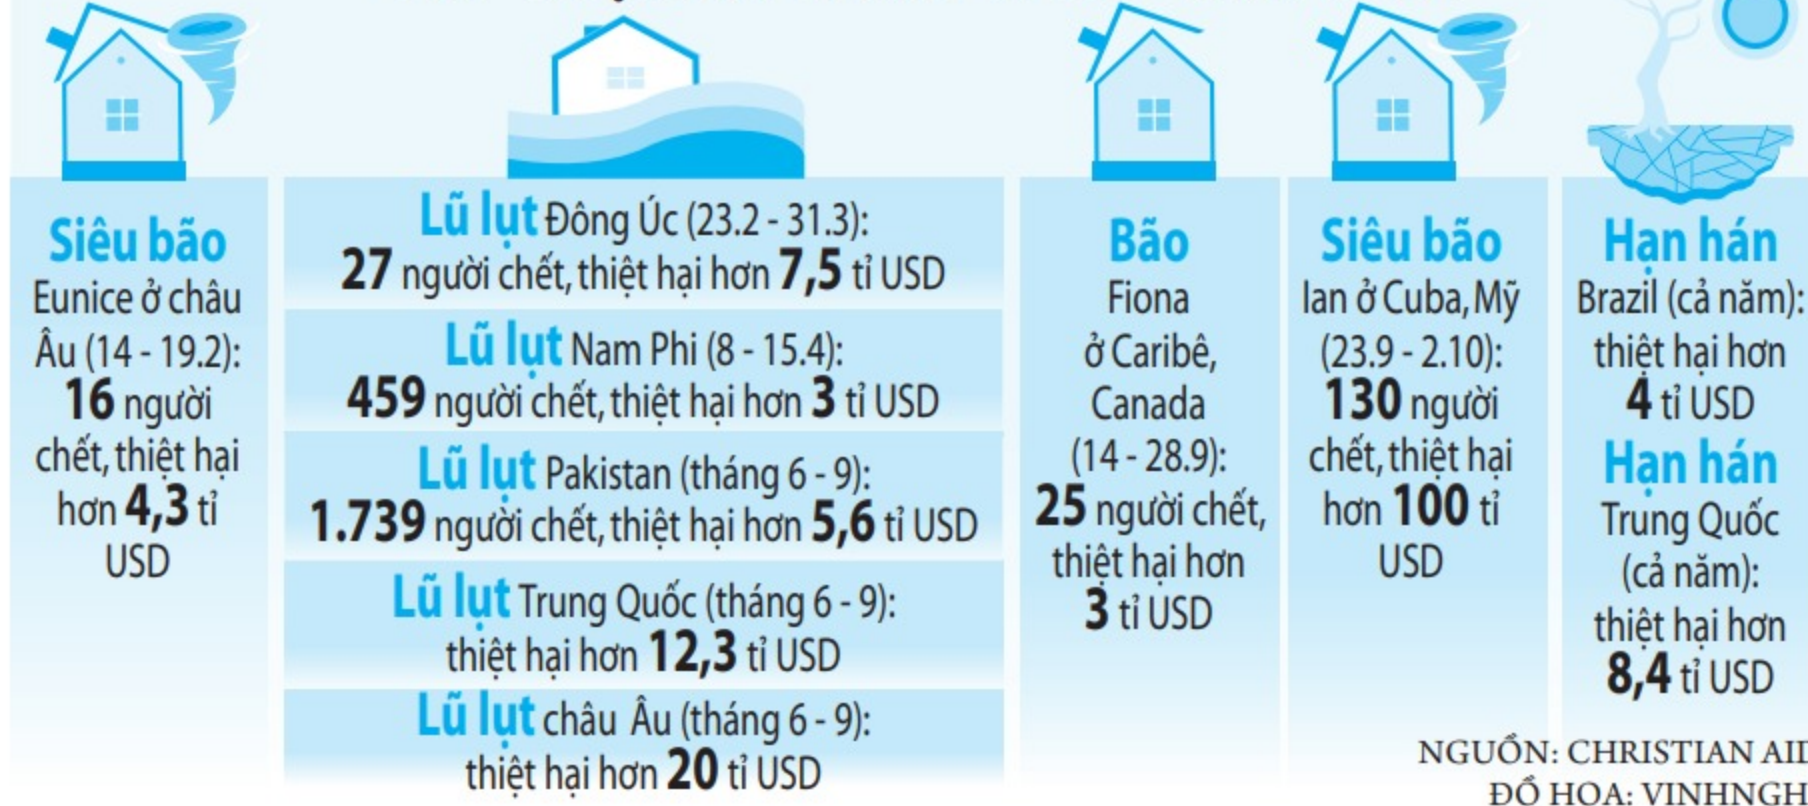 Siêu bão
Eunice ở châu
Âu (14 - 19.2):
16 người
chết, thiệt hại
hơn 4,3 tỉ
USD
Lũ lụt Đông Úc (23.2 - 31.3):
27 người chết, thiệt hại hơn 7,5 tỉ USD
Lũ lụt Nam Phi (8 - 15.4):
459 người chết, thiệt hại hơn 3 tỉ USD
Lũ lụt Pakistan (tháng 6 - 9):
1.739 người chết, thiệt hại hơn 5,6 tỉ USD
Lũ lụt Trung Quốc (tháng 6 - 9):
thiệt hại hơn 12,3 tỉ USD
Lũ lụt châu Âu (tháng 6 - 9):
thiệt hại hơn 20 tỉ USD
Bão
Fiona
ở Caribê,
Canada
(14 - 28.9):
25 người chết,
thiệt hại hơn
3 tỉ USD
Siêu bão
Ian ở Cuba, Mỹ
(23.9 - 2.10):
130 người
chết, thiệt hại
hơn 100 tỉ
USD
Hạn hán
Brazil (cả năm):
thiệt hại hơn
4 tỉ USD
Hạn hán
Trung Quốc
(cả năm):
thiệt hại hơn
8,4 tỉ USD
NGUỒN: CHRISTIAN AID
ĐỒ HỌA: VINHNGH